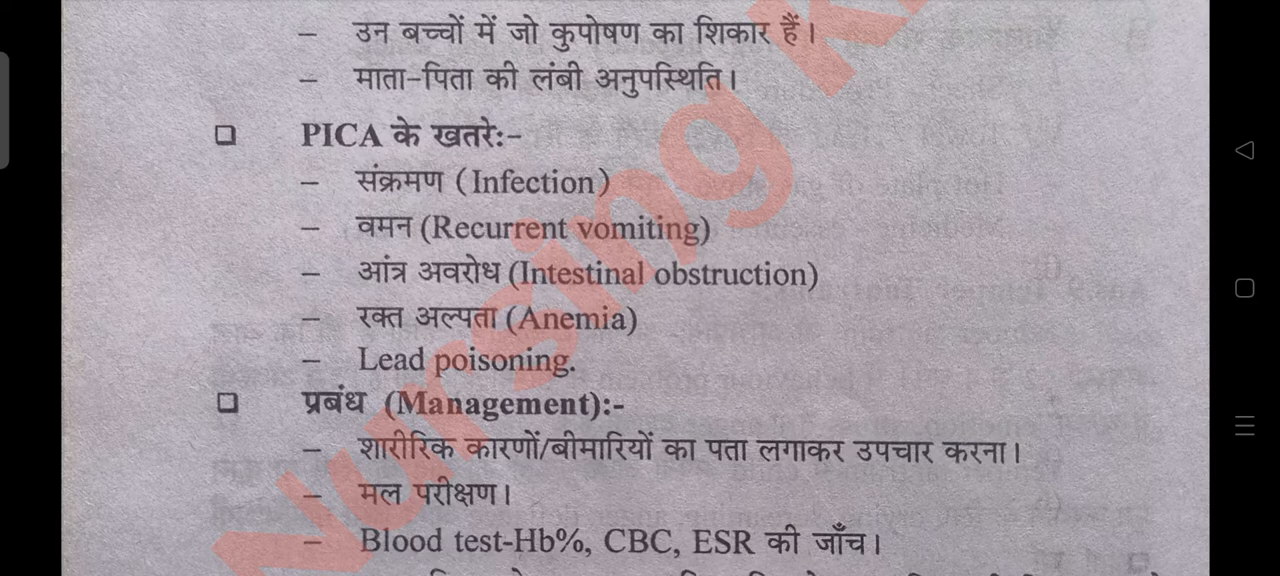 – उन बच्चों में जो कुपोषण का शिकार हैं।
– माता-पिता की लंबी अनुपस्थिति।
❑ PICA के खतरे:-
– संक्रमण (Infection)
– वमन (Recurrent vomiting)
– आंत्र अवरोध (Intestinal obstruction)
– रक्त अल्पता (Anemia)
– Lead poisoning.
❑ प्रबंध (Management):-
– शारीरिक कारणों/बीमारियों का पता लगाकर उपचार करना।
– मल परीक्षण।
– Blood test-Hb%, CBC, ESR की जाँच।
Nursing